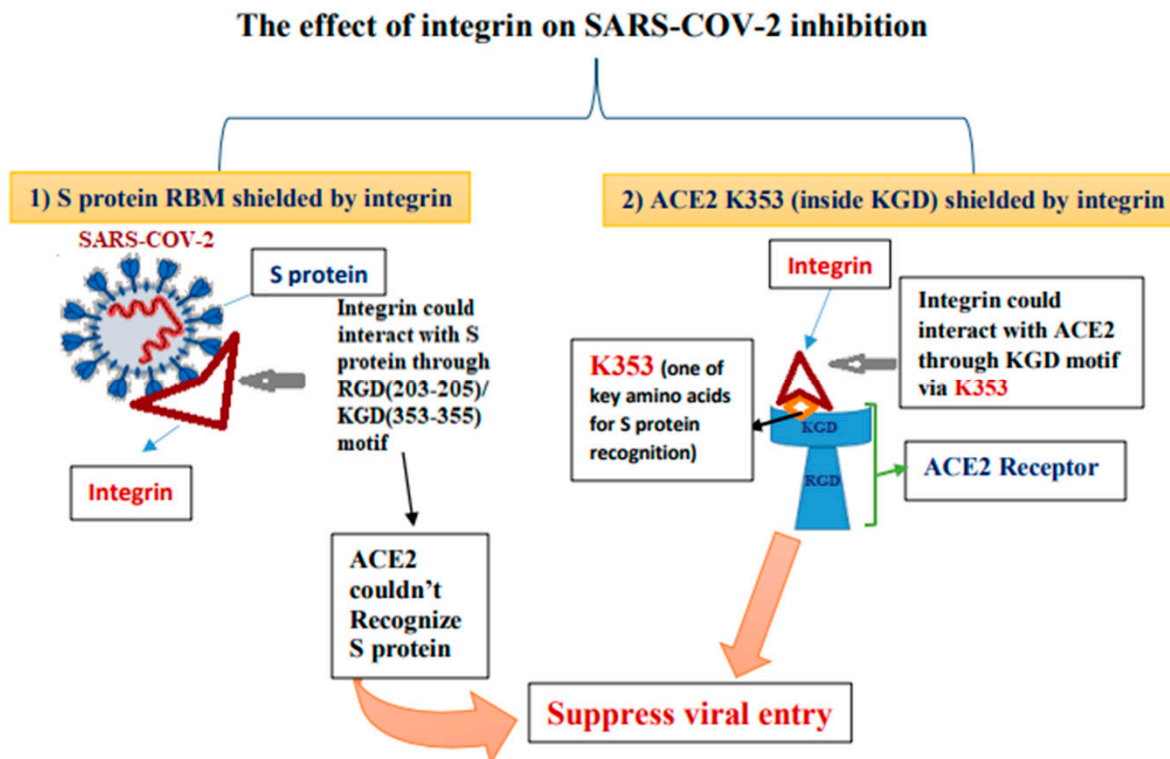 The effect of integrin on SARS-COV-2 inhibition
1) S protein RBM shielded by integrin
SARS-COV-2
S protein
Integrin could
interact with S
protein through
RGD(203-205)/
KGD(353-355)
motif
Integrin
ACE2
couldn't
Recognize
S protein
2) ACE2 K353 (inside KGD) shielded by integrin
Integrin
Integrin could
interact with ACE2
through KGD motif
via K353
K353 (one of
key amino acids
for S protein
recognition)
KGD
RGD
ACE2 Receptor
Suppress viral entry